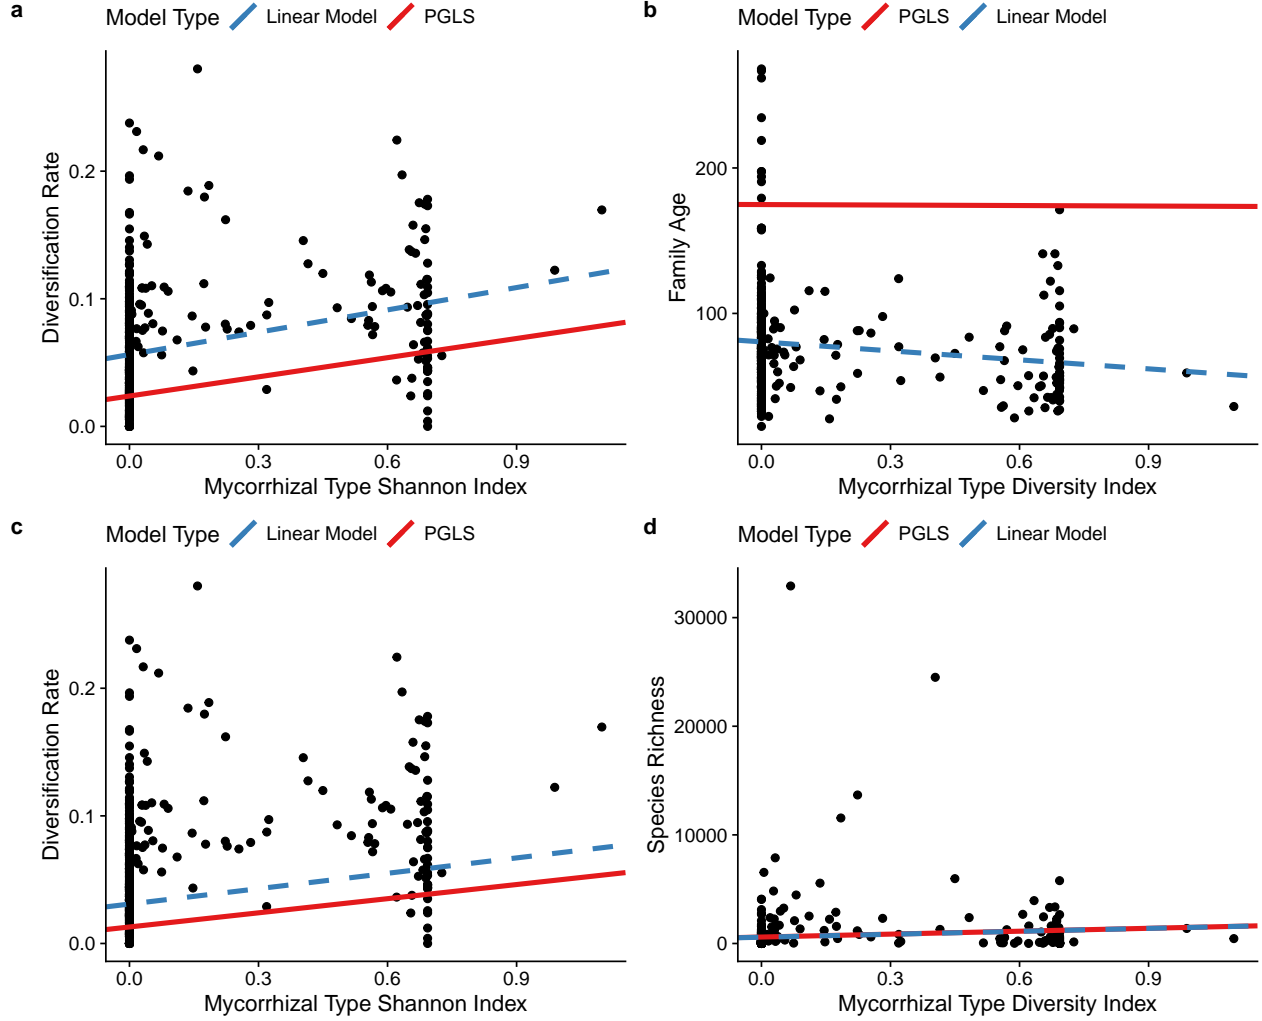 a
Model Type Linear Model PGLS
Diversification Rate
0.2
0.1
0.0
0.0 0.3 0.6 0.9
Mycorrhizal Type Shannon Index
b
Model Type PGLS Linear Model
Family Age
200
100
0.0 0.3 0.6 0.9
Mycorrhizal Type Diversity Index
c
Model Type Linear Model PGLS
Diversification Rate
0.2
0.1
0.0
0.0 0.3 0.6 0.9
Mycorrhizal Type Shannon Index
d
Model Type PGLS Linear Model
Species Richness
30000
20000
10000
0
0.0 0.3 0.6 0.9
Mycorrhizal Type Diversity Index